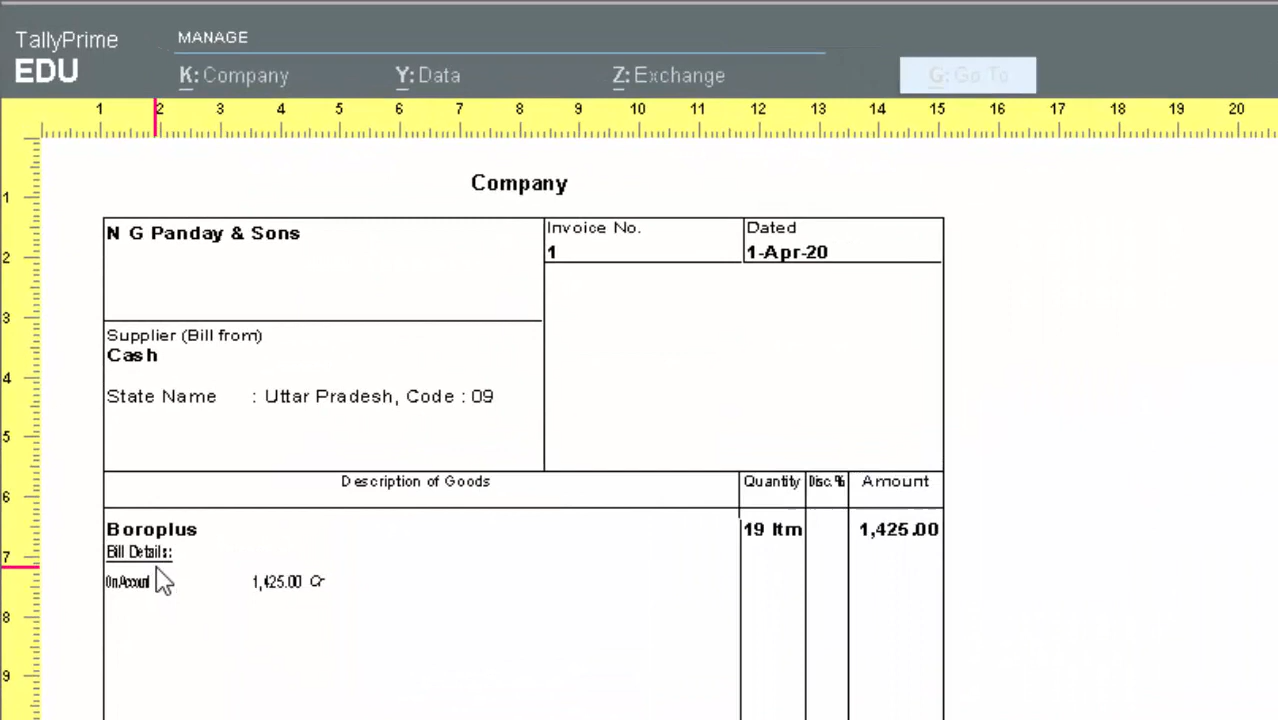 TallyPrime
EDU
MANAGE
K: Company
Y: Data
Z: Exchange
G: Go To
1 2 3 4 5 6 7 8 9 10 11 12 13 14 15 16 17 18 19 20
1
2
3
4
5
6
7
8
9
Company
N G Panday & Sons
Invoice No.
1
Dated
1-Apr-20
Supplier (Bill from)
Cash
State Name : Uttar Pradesh, Code : 09
Description of Goods Quantity Disc. % Amount
Boroplus 19 Itm 1,425.00
Bill Details:
On Account 1,425.00 Cr